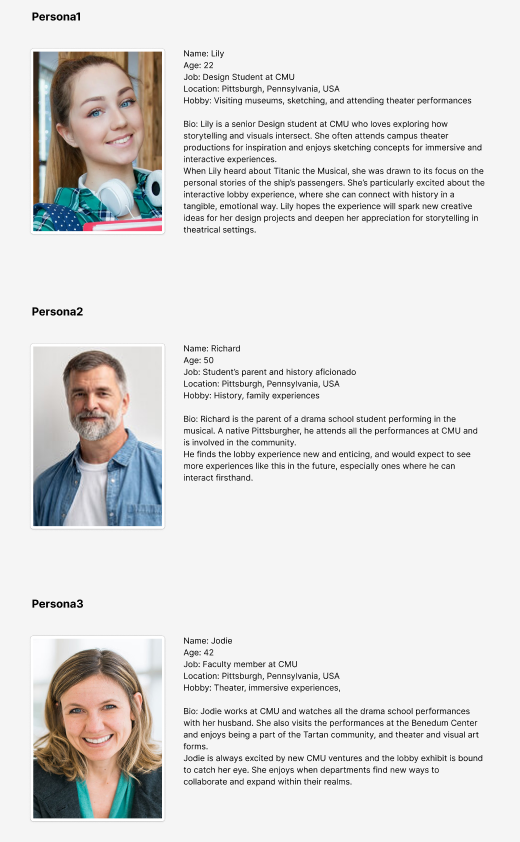 Persona1
Name: Lily
Age: 22
Job: Design Student at CMU
Location: Pittsburgh, Pennsylvania, USA
Hobby: Visiting museums, sketching, and attending theater performances
Bio: Lily is a senior Design student at CMU who loves exploring how
storytelling and visuals intersect. She often attends campus theater
productions for inspiration and enjoys sketching concepts for immersive and
interactive experiences.
When Lily heard about Titanic the Musical, she was drawn to its focus on the
personal stories of the ship's passengers. She's particularly excited about the
interactive lobby experience, where she can connect with history in a
tangible, emotional way. Lily hopes the experience will spark new creative
ideas for her design projects and deepen her appreciation for storytelling in
theatrical settings.
Persona2
Name: Richard
Age: 50
Job: Student's parent and history aficionado
Location: Pittsburgh, Pennsylvania, USA
Hobby: History, family experiences
Bio: Richard is the parent of a drama school student performing in the
musical. A native Pittsburgher, he attends all the performances at CMU and
is involved in the community.
He finds the lobby experience new and enticing, and would expect to see
more experiences like this in the future, especially ones where he can
interact firsthand.
Persona3
Name: Jodie
Age: 42
Job: Faculty member at CMU
Location: Pittsburgh, Pennsylvania, USA
Hobby: Theater, immersive experiences,
Bio: Jodie works at CMU and watches all the drama school performances
with her husband. She also visits the performances at the Benedum Center
and enjoys being a part of the Tartan community, and theater and visual art
forms.
Jodie is always excited by new CMU ventures and the lobby exhibit is bound
to catch her eye. She enjoys when departments find new ways to
collaborate and expand within their realms.